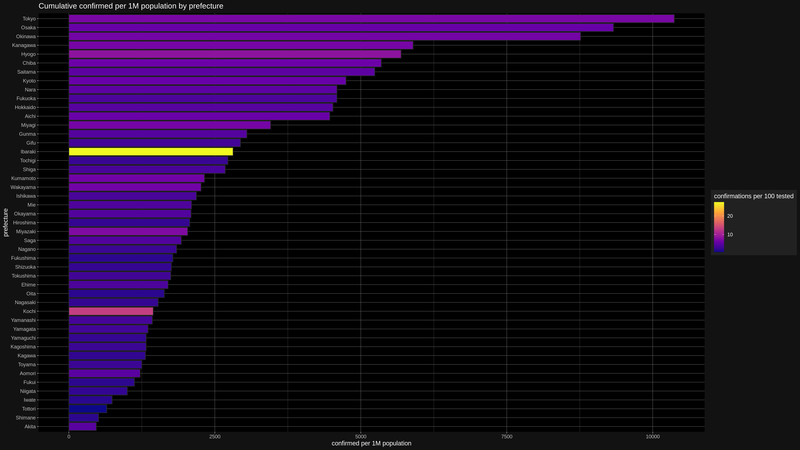 Cumulative confirmed per 1M population by prefecture
Tokyo
Osaka
Okinawa
Kanagawa
Hyogo
Chiba
Saitama
Kyoto
Nara
Fukuoka
Hokkaido
Aichi
Miyagi
Gunma
Gifu
Ibaraki
Tochigi
Shiga
Kumamoto
Wakayama
Ishikawa
Mie
Okayama
Hiroshima
Miyazaki
Saga
Nagano
Fukushima
Shizuoka
Tokushima
Ehime
Oita
Nagasaki
Kochi
Yamanashi
Yamagata
Yamaguchi
Kagoshima
Kagawa
Toyama
Aomori
Fukui
Niigata
Iwate
Tottori
Shimane
Akita
prefecture
0 2500 5000 7500 10000
confirmed per 1M population
confirmations per 100 tested
20
10